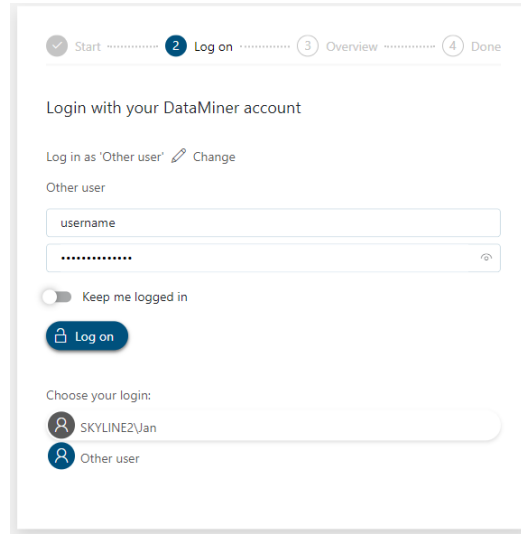 Start 2 Log on 3 Overview 4 Done
Login with your DataMiner account
Log in as 'Other user' Change
Other user
username
••••••••••••••
Keep me logged in
Log on
Choose your login:
SKYLINE2\Jan
Other user